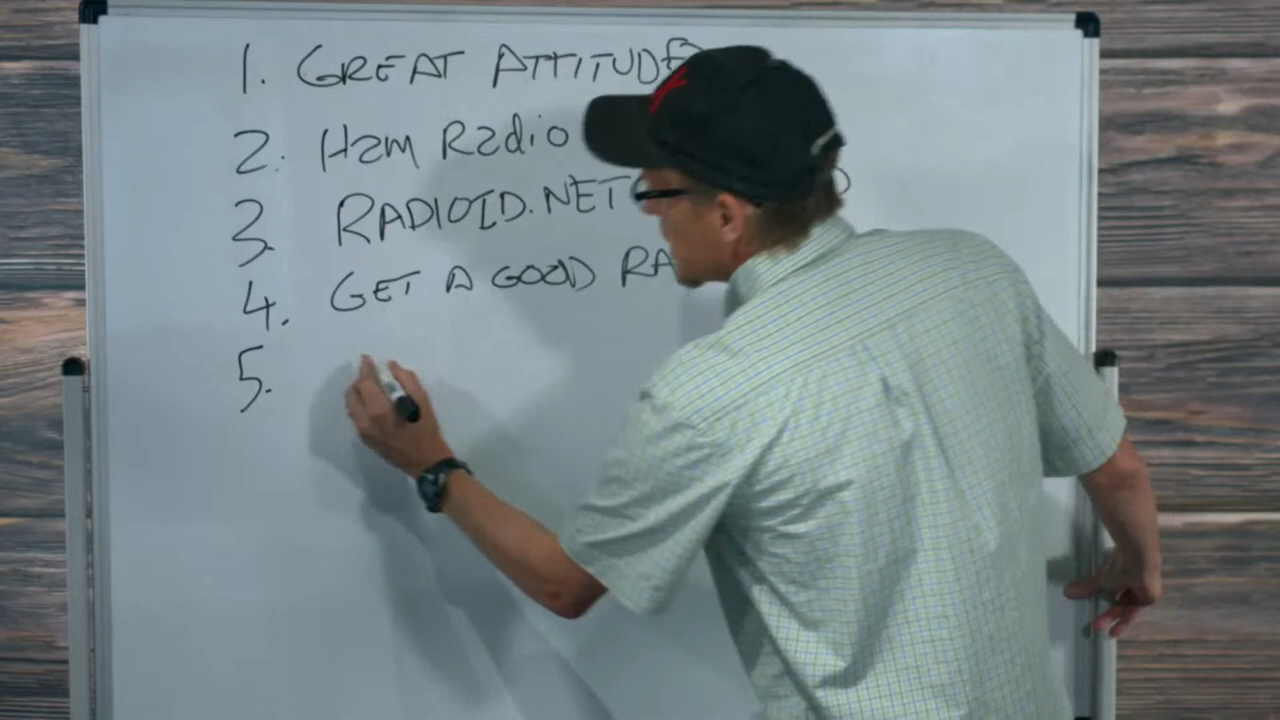 1. GREAT ATTITUDE
2. Ham Radio
3. RADIOID.NET
4. GET A GOOD
5.